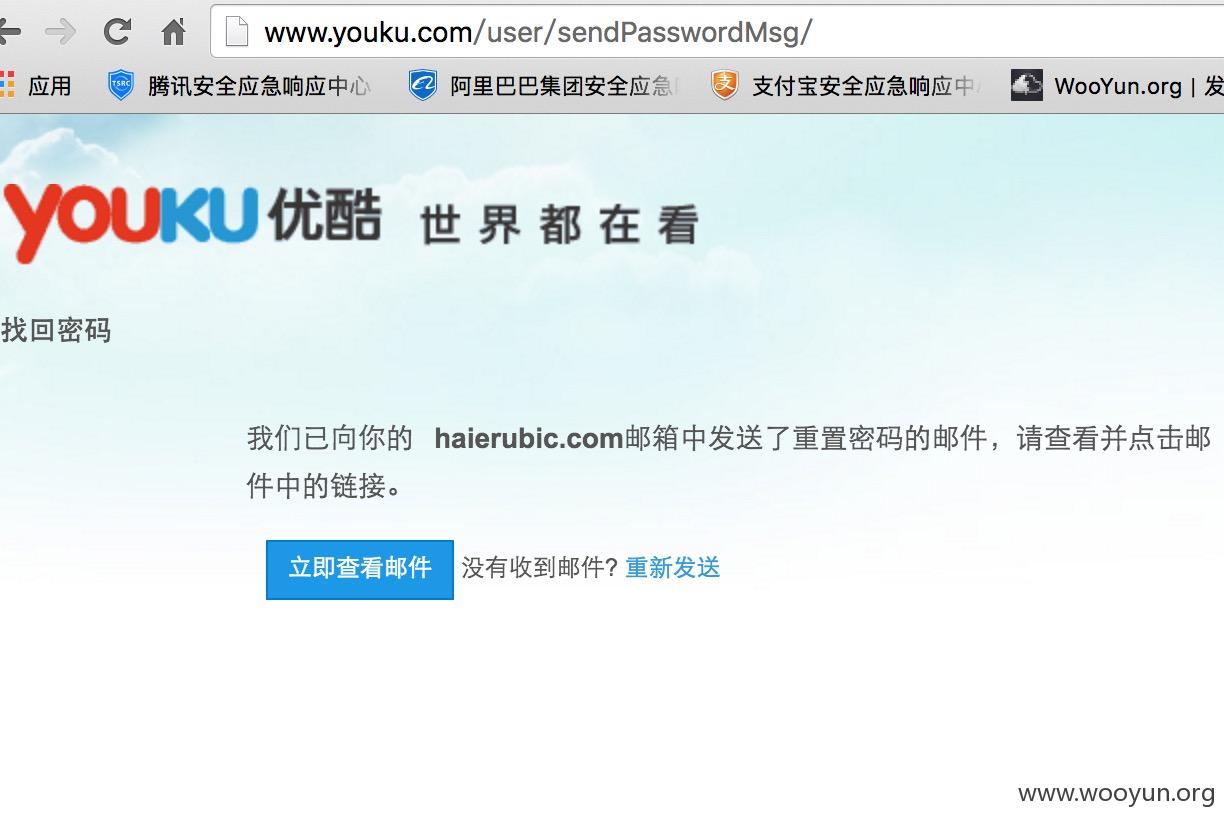 www.youku.com/user/sendPasswordMsg/
应用 腾讯安全应急响应中心 阿里巴巴集团安全应急 支付宝安全应急响应中 WooYun.org | 发
TSRC
YOUKU 优酷 世界都在看
找回密码
我们已向你的 haierubic.com邮箱中发送了重置密码的邮件，请查看并点击邮
件中的链接。
立即查看邮件 没有收到邮件? 重新发送
www.wooyun.org